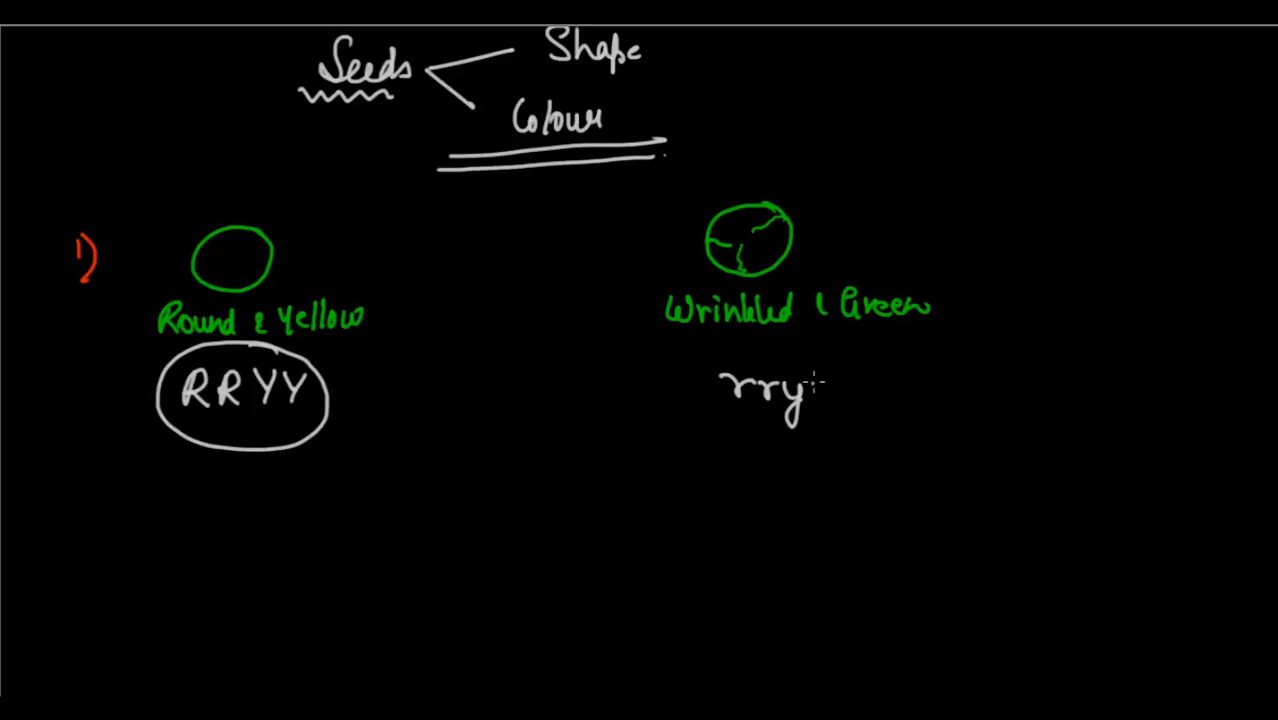 Seeds
Shape
Colour
1)
Round & Yellow
Wrinkled & Green
RRYY
rry